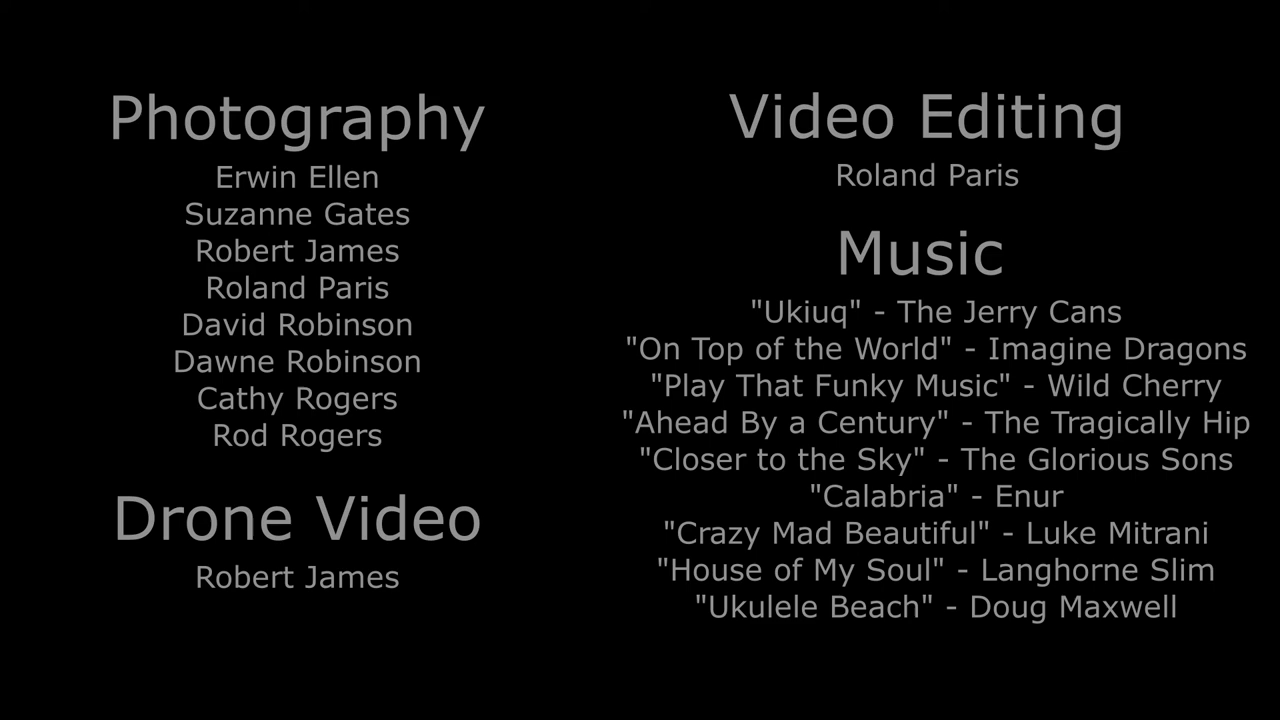 Photography
Erwin Ellen
Suzanne Gates
Robert James
Roland Paris
David Robinson
Dawne Robinson
Cathy Rogers
Rod Rogers
Drone Video
Robert James
Video Editing
Roland Paris
Music
"Ukiuq" - The Jerry Cans
"On Top of the World" - Imagine Dragons
"Play That Funky Music" - Wild Cherry
"Ahead By a Century" - The Tragically Hip
"Closer to the Sky" - The Glorious Sons
"Calabria" - Enur
"Crazy Mad Beautiful" - Luke Mitrani
"House of My Soul" - Langhorne Slim
"Ukulele Beach" - Doug Maxwell